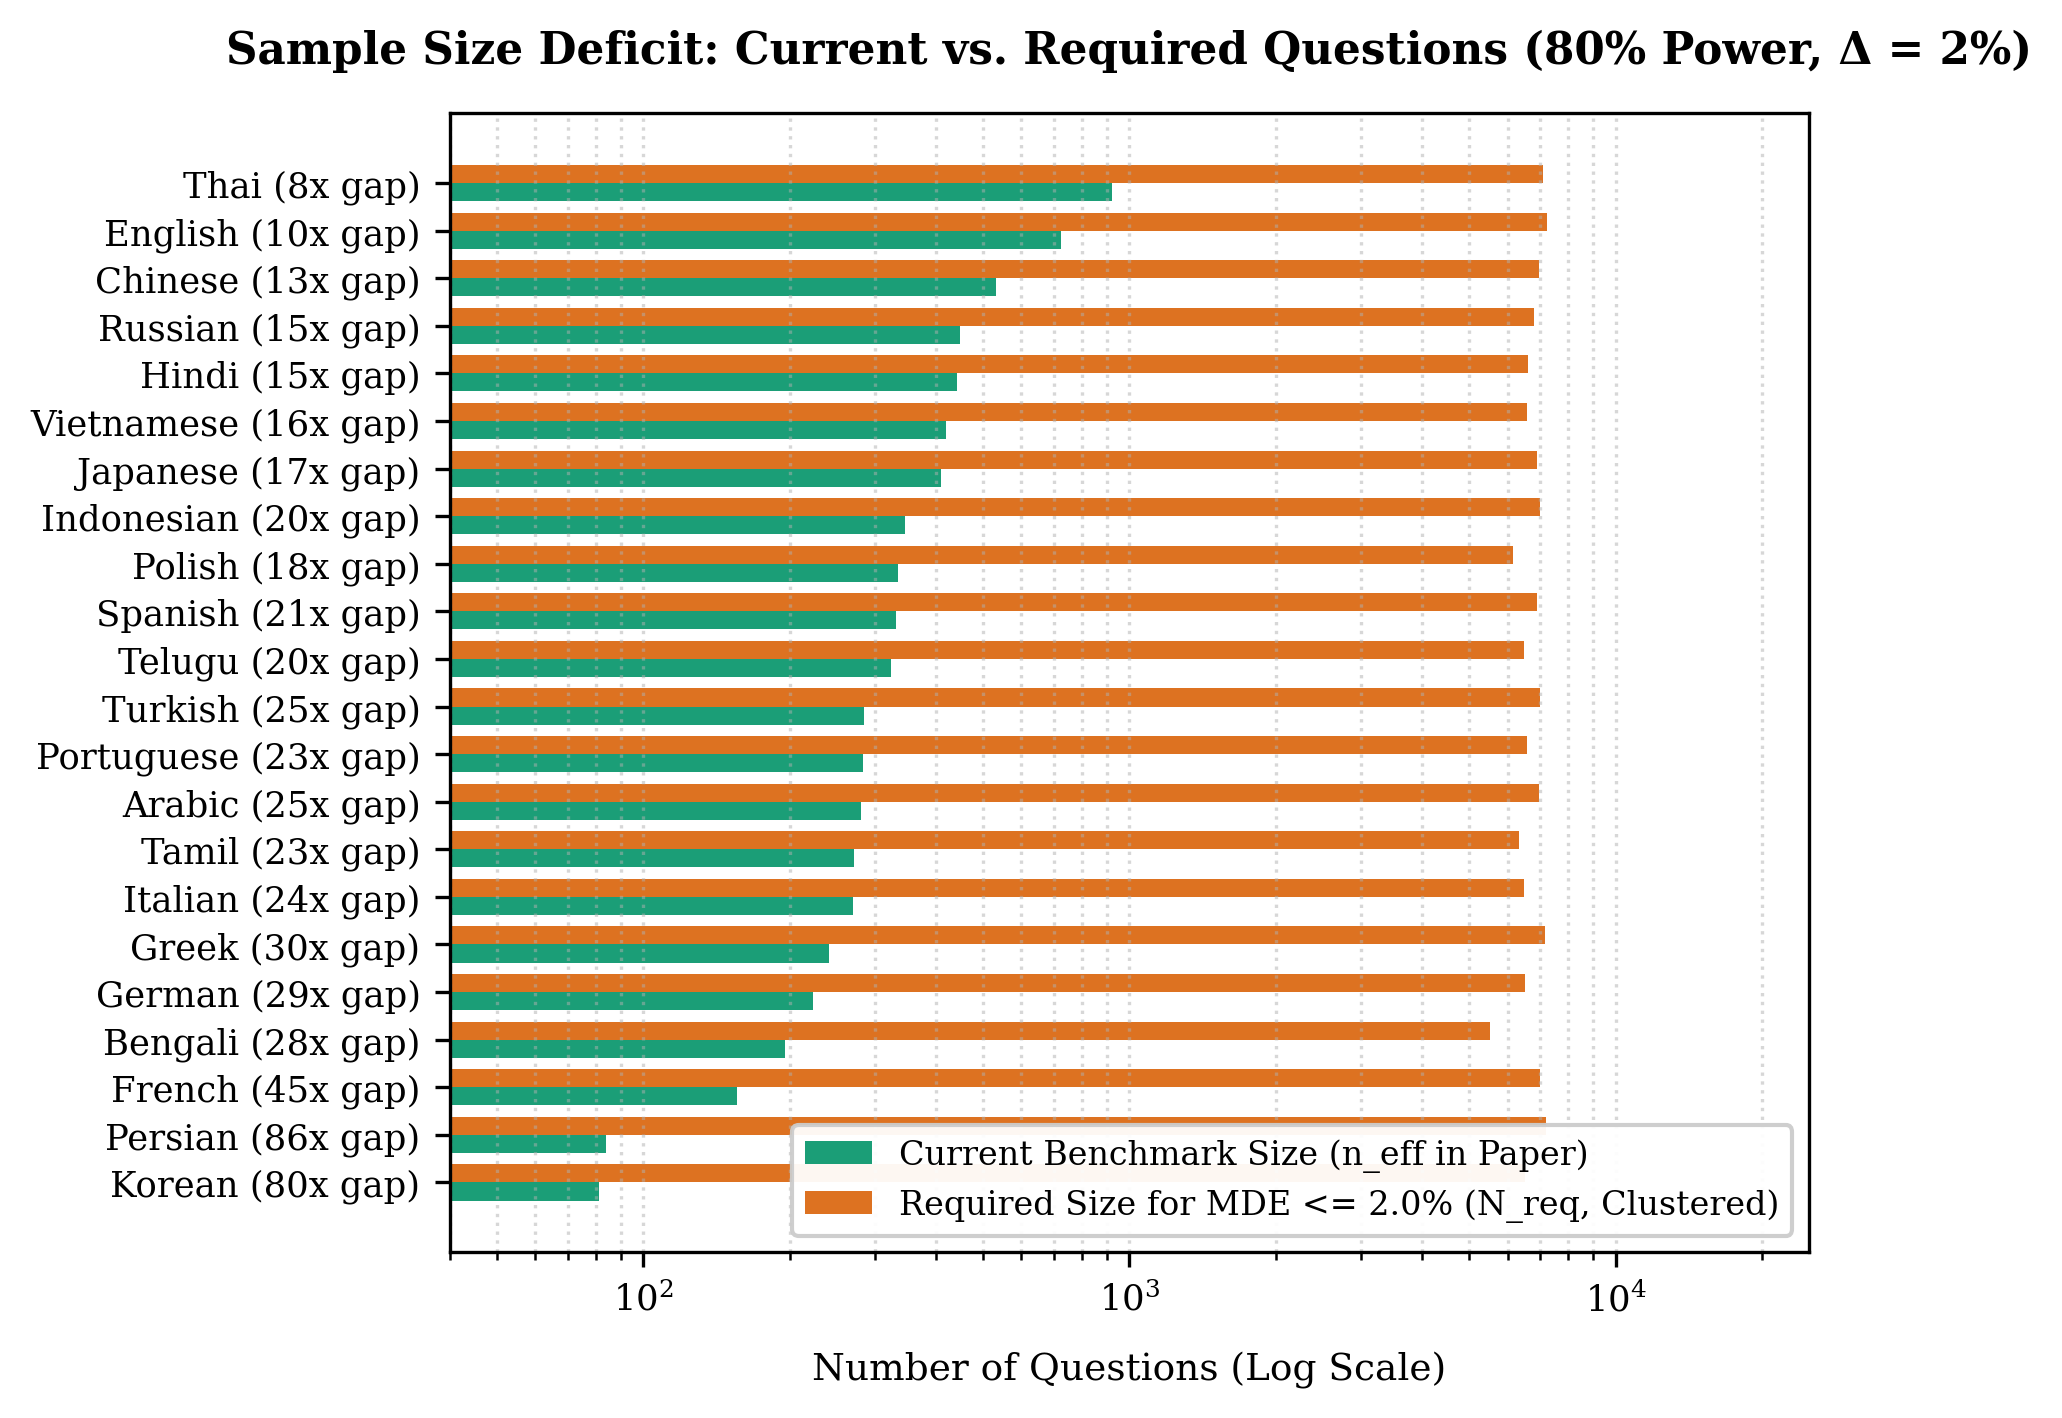 Sample Size Deficit: Current vs. Required Questions (80% Power, Δ = 2%)
Thai (8x gap)
English (10x gap)
Chinese (13x gap)
Russian (15x gap)
Hindi (15x gap)
Vietnamese (16x gap)
Japanese (17x gap)
Indonesian (20x gap)
Polish (18x gap)
Spanish (21x gap)
Telugu (20x gap)
Turkish (25x gap)
Portuguese (23x gap)
Arabic (25x gap)
Tamil (23x gap)
Italian (24x gap)
Greek (30x gap)
German (29x gap)
Bengali (28x gap)
French (45x gap)
Persian (86x gap)
Korean (80x gap)
Current Benchmark Size (n_eff in Paper)
Required Size for MDE <= 2.0% (N_req, Clustered)
10² 10³ 10⁴
Number of Questions (Log Scale)